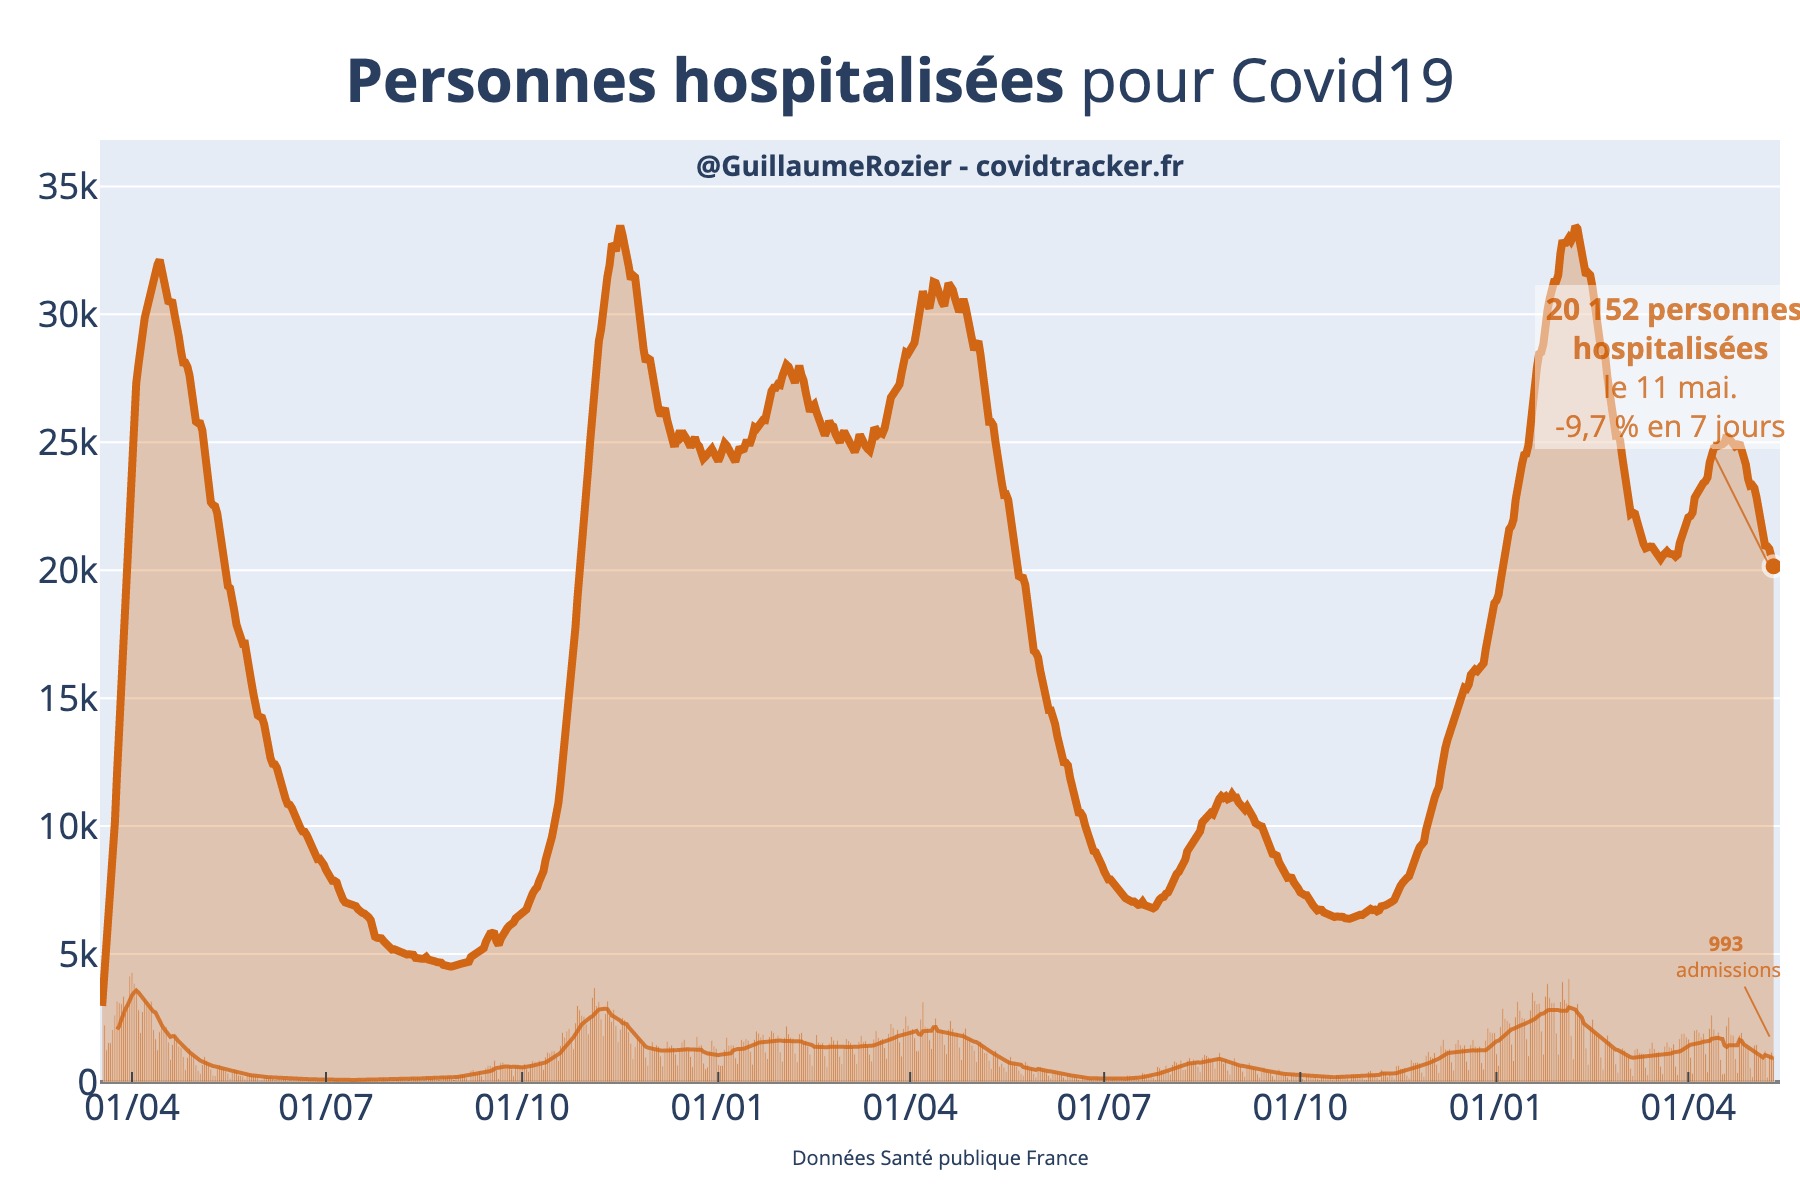 Personnes hospitalisées pour Covid19
@GuillaumeRozier - covidtracker.fr
35k
30k
25k
20k
15k
10k
5k
0
20 152 personnes
hospitalisées
le 11 mai.
-9,7 % en 7 jours
993
admissions
01/04
01/07
01/10
01/01
01/04
01/07
01/10
01/01
01/04
Données Santé publique France